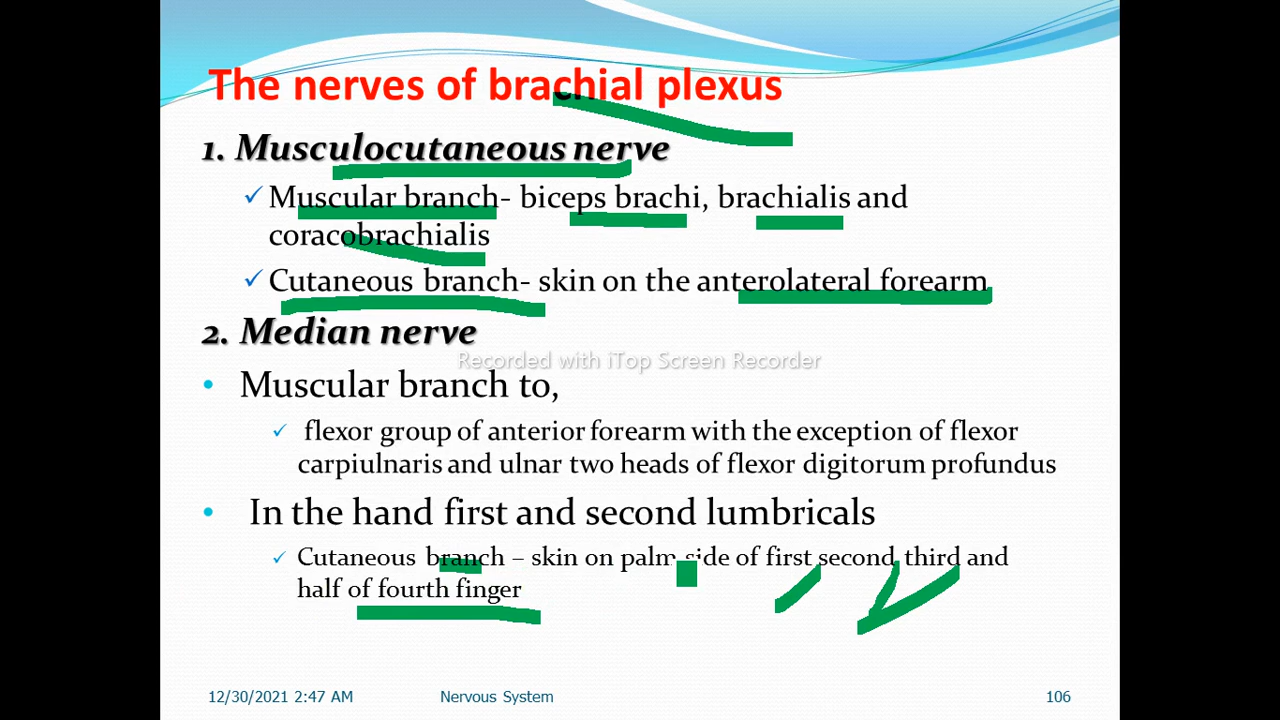 The nerves of brachial plexus
1. Musculocutaneous nerve
✓ Muscular branch- biceps brachi, brachialis and
coracobrachialis
✓ Cutaneous branch- skin on the anterolateral forearm
2. Median nerve
Recorded with iTop Screen Recorder
• Muscular branch to,
✓ flexor group of anterior forearm with the exception of flexor
carpiulnaris and ulnar two heads of flexor digitorum profundus
• In the hand first and second lumbricals
✓ Cutaneous branch – skin on palm side of first second third and
half of fourth finger
12/30/2021 2:47 AM Nervous System 106